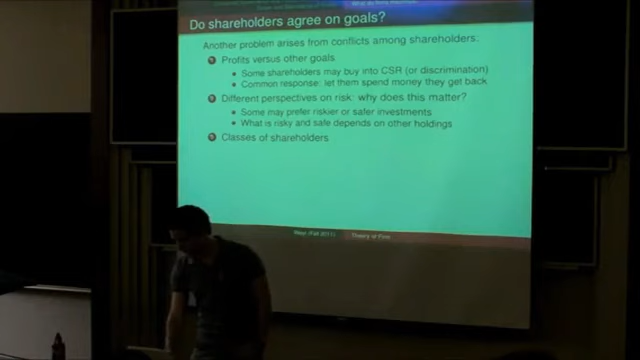 Do shareholders agree on goals?
Another problem arises from conflicts among shareholders:
Profits versus other goals
Some shareholders may buy into CSR (or discrimination)
Common response: let them spend money they get back
Different perspectives on risk: why does this matter?
Some may prefer riskier or safer investments
What is risky and safe depends on other holdings
Classes of shareholders
(Fall 2011) Theory of Firm